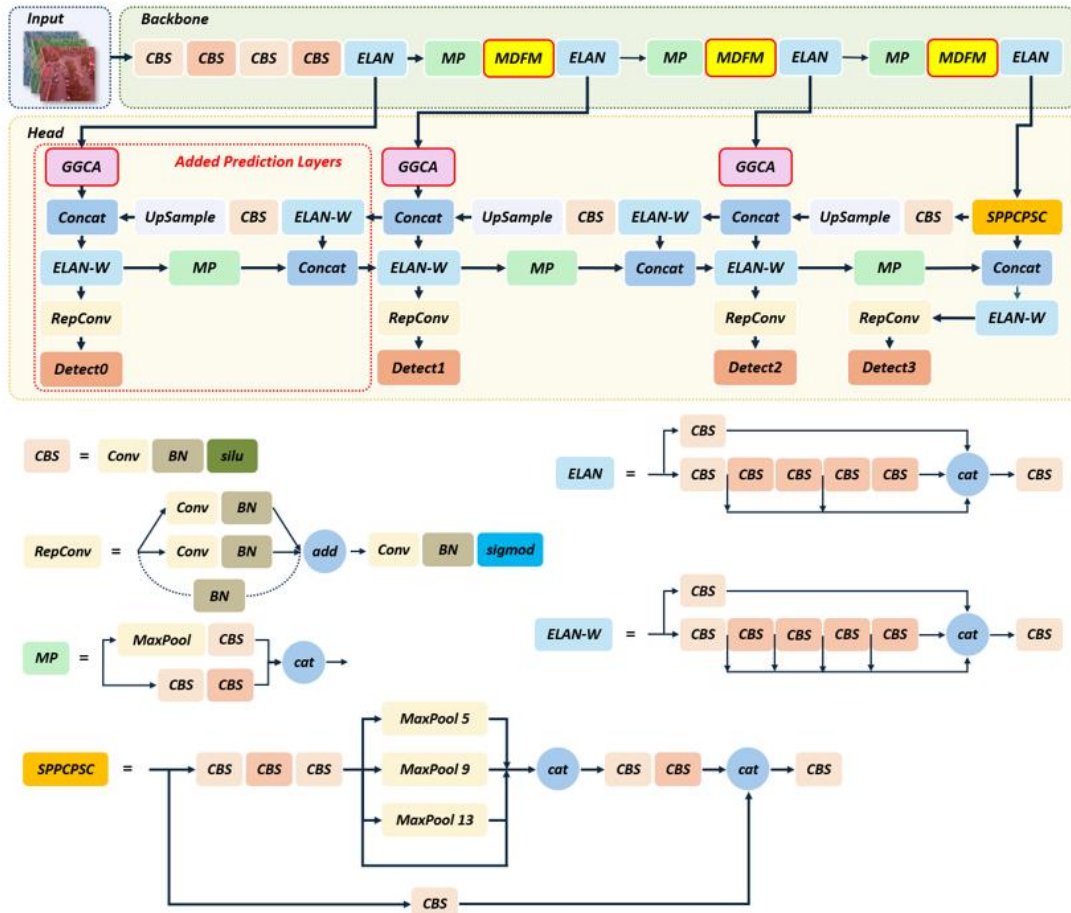 Input
Backbone
CBS CBS CBS CBS ELAN MP MDFM ELAN MP MDFM ELAN MP MDFM ELAN
Head
GGCA Added Prediction Layers GGCA GGCA
Concat UpSample CBS ELAN-W Concat UpSample CBS ELAN-W Concat UpSample CBS SPPCPSC
ELAN-W MP Concat ELAN-W MP Concat ELAN-W MP Concat
RepConv RepConv RepConv RepConv ELAN-W
Detect0 Detect1 Detect2 Detect3
CBS = Conv BN silu
RepConv = Conv BN
Conv BN add Conv BN sigmod
BN
MP = MaxPool CBS
CBS CBS cat
ELAN = CBS
CBS CBS CBS CBS CBS cat CBS
ELAN-W = CBS
CBS CBS CBS CBS CBS cat CBS
SPPCPSC = CBS CBS CBS
MaxPool 5
MaxPool 9
MaxPool 13
cat CBS CBS cat CBS
CBS